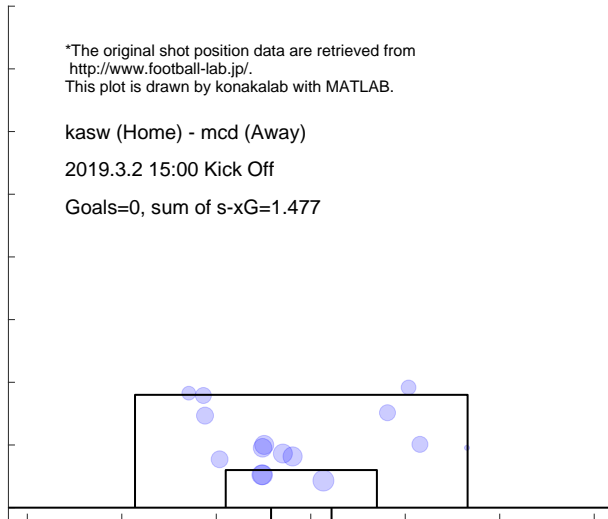 *The original shot position data are retrieved from
http://www.football-lab.jp/.
This plot is drawn by konakalab with MATLAB.
kasw (Home) - mcd (Away)
2019.3.2 15:00 Kick Off
Goals=0, sum of s-xG=1.477